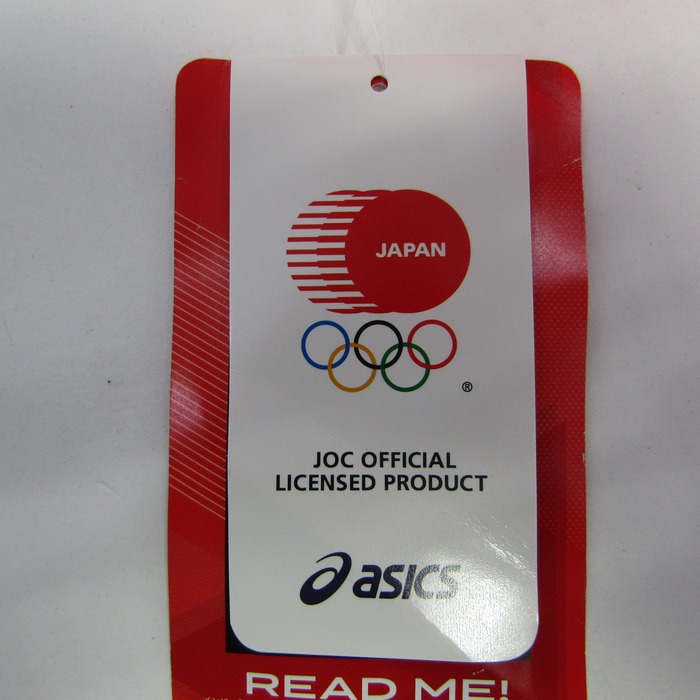 JAPAN
®
JOC OFFICIAL
LICENSED PRODUCT
asics
READ ME!